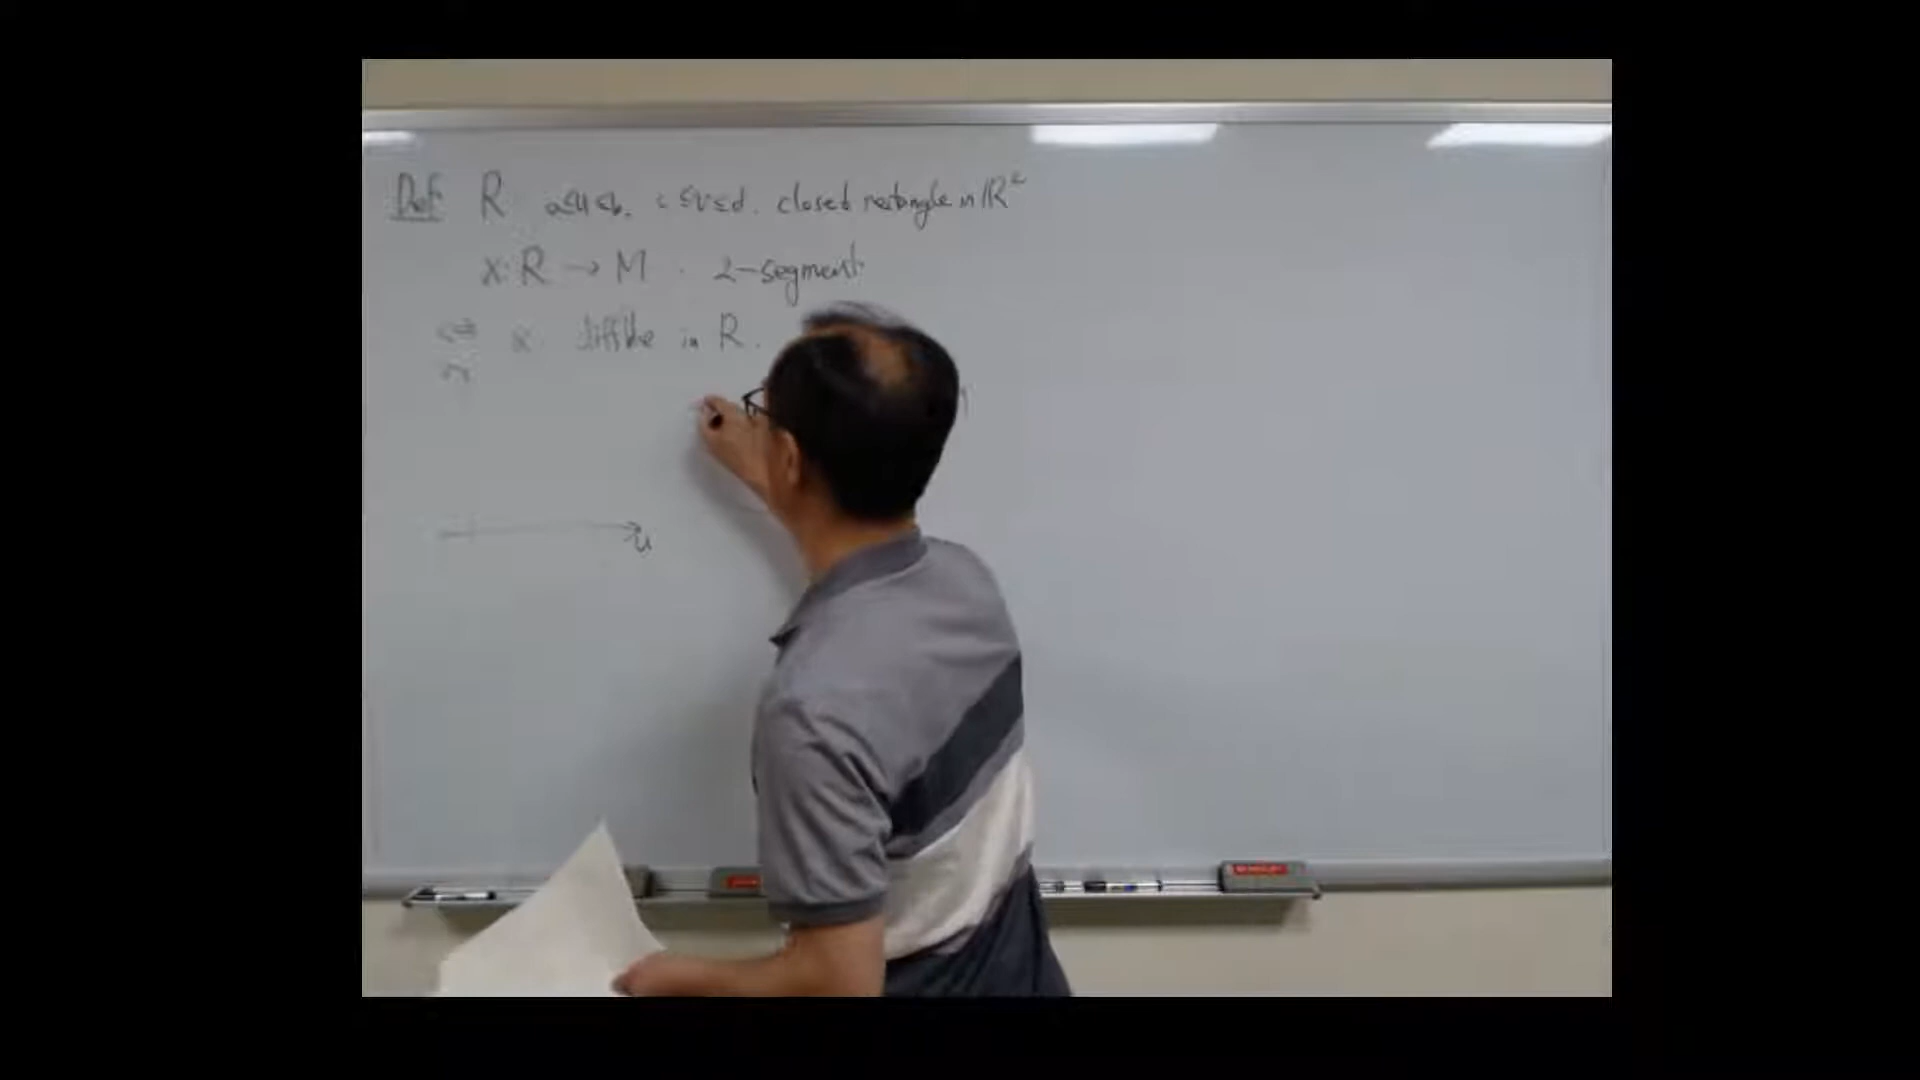 Def R a≤u≤b, c≤v≤d. closed rectangle in ℝ²
x: R → M . 2-segment
⇔ x diff'ble in R.
u